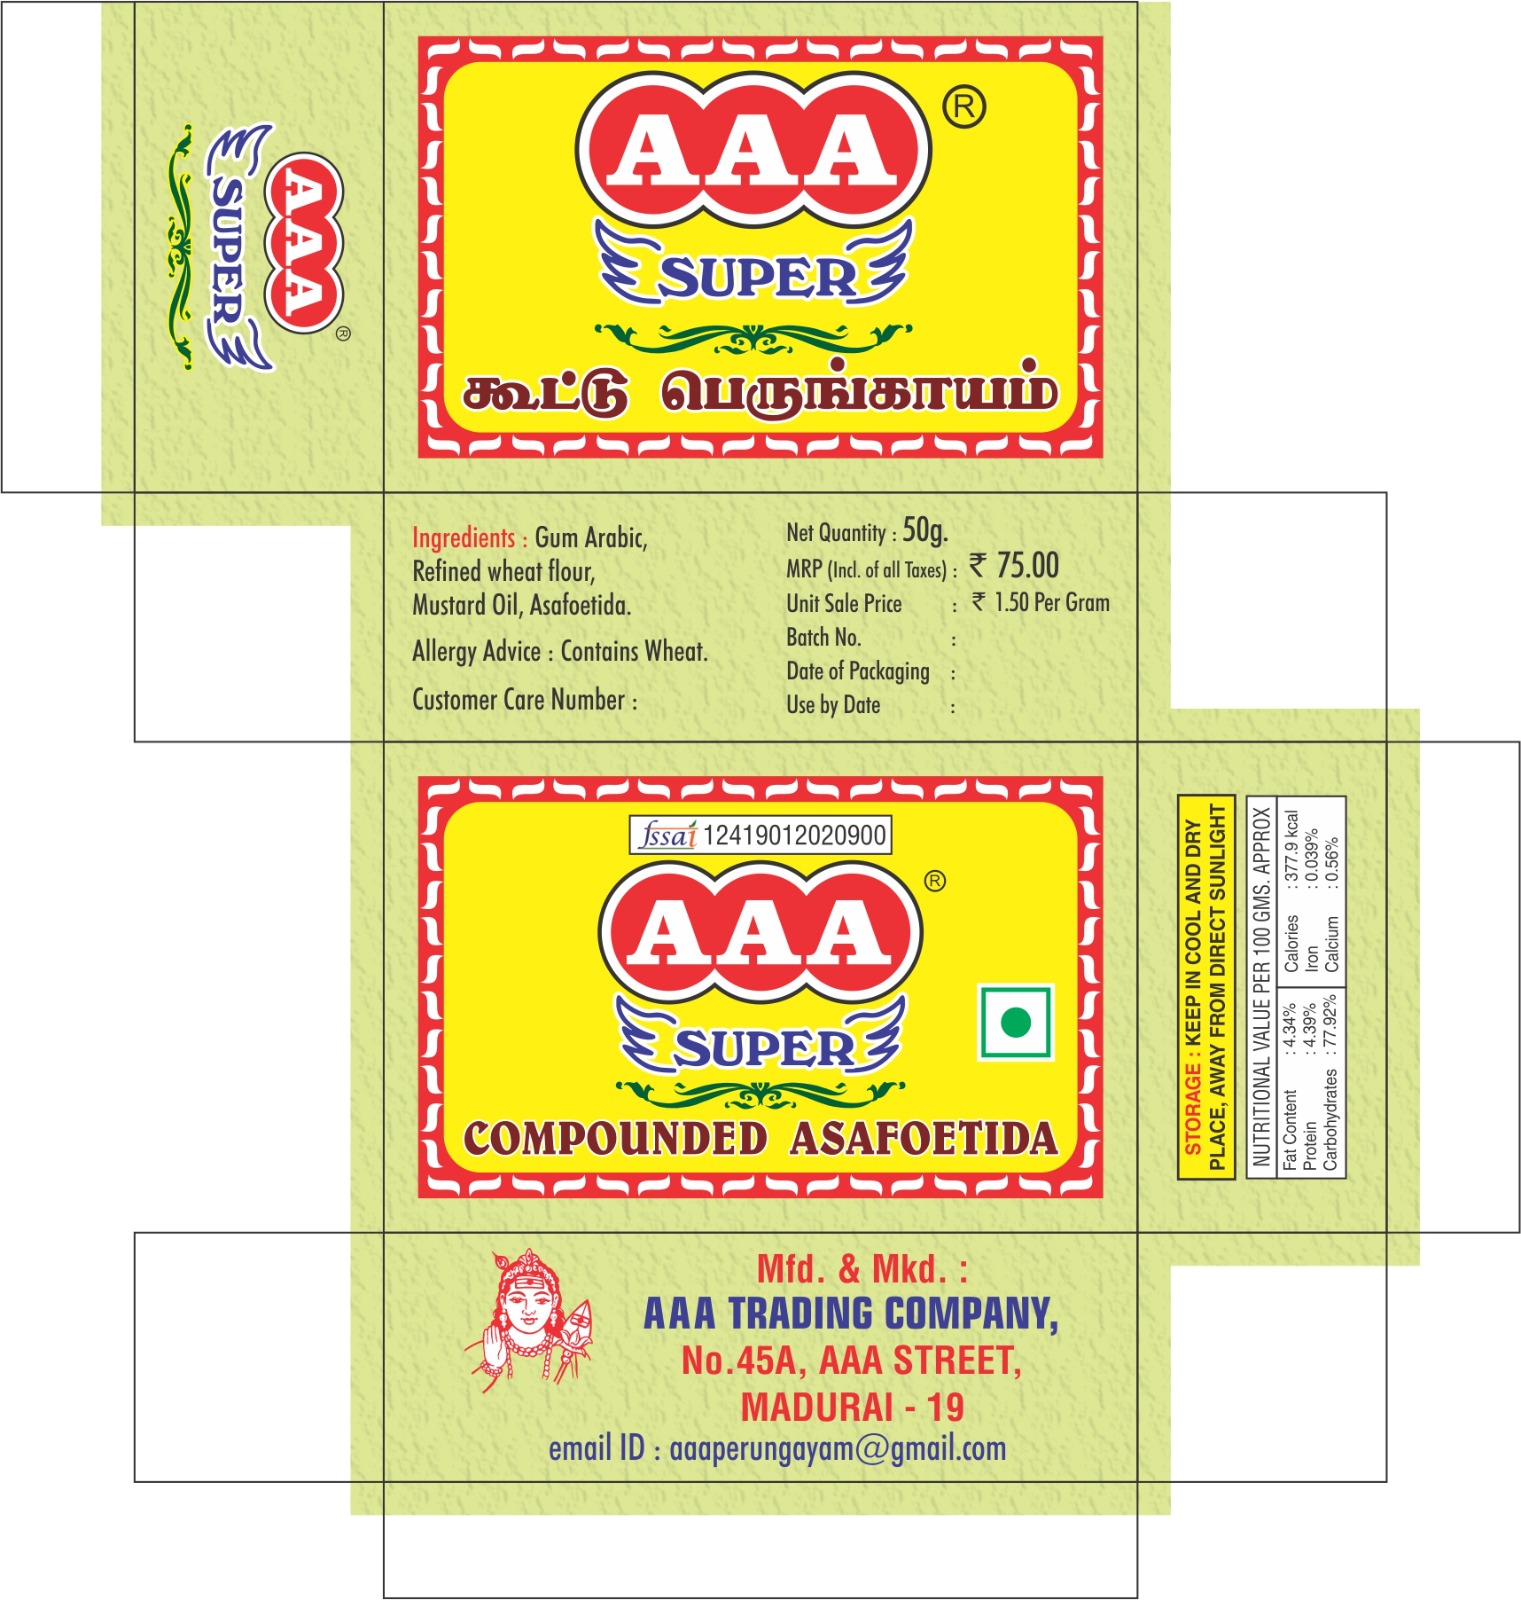 AAA ®
SUPER
AAA ®
SUPER
கூட்டு பெருங்காயம்
Ingredients : Gum Arabic,
Refined wheat flour,
Mustard Oil, Asafoetida.
Allergy Advice : Contains Wheat.
Customer Care Number :
Net Quantity : 50g.
MRP (Incl. of all Taxes) : ₹ 75.00
Unit Sale Price : ₹ 1.50 Per Gram
Batch No. :
Date of Packaging :
Use by Date :
fssai 12419012020900
AAA ®
SUPER
COMPOUNDED ASAFOETIDA
STORAGE : KEEP IN COOL AND DRY
PLACE, AWAY FROM DIRECT SUNLIGHT
NUTRITIONAL VALUE PER 100 GMS. APPROX
Fat Content : 4.34% Calories : 377.9 kcal
Protein : 4.39% Iron : 0.039%
Carbohydrates : 77.92% Calcium : 0.56%
Mfd. & Mkd. :
AAA TRADING COMPANY,
No.45A, AAA STREET,
MADURAI - 19
email ID : aaaperungayam@gmail.com